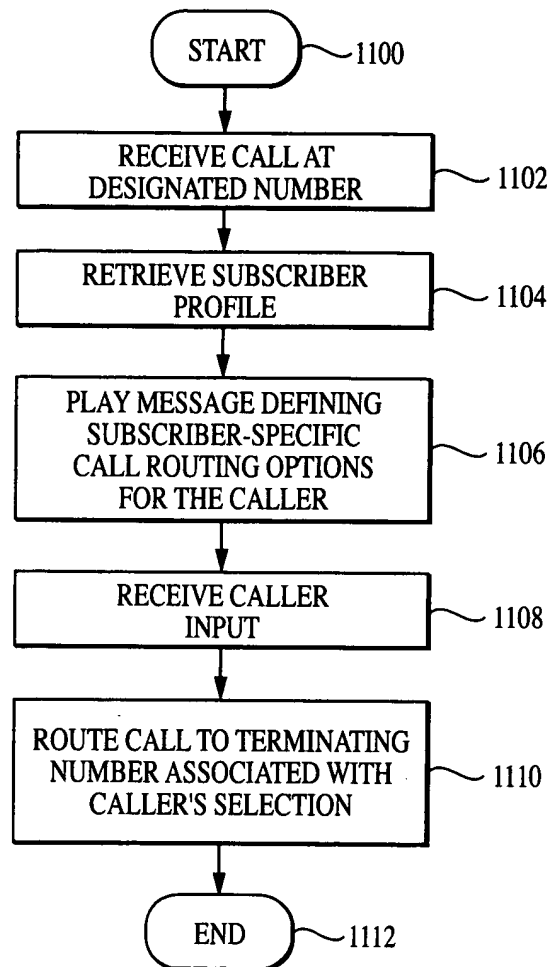 START
1100
RECEIVE CALL AT
DESIGNATED NUMBER
1102
RETRIEVE SUBSCRIBER
PROFILE
1104
PLAY MESSAGE DEFINING
SUBSCRIBER-SPECIFIC
CALL ROUTING OPTIONS
FOR THE CALLER
1106
RECEIVE CALLER
INPUT
1108
ROUTE CALL TO TERMINATING
NUMBER ASSOCIATED WITH
CALLER'S SELECTION
1110
END
1112